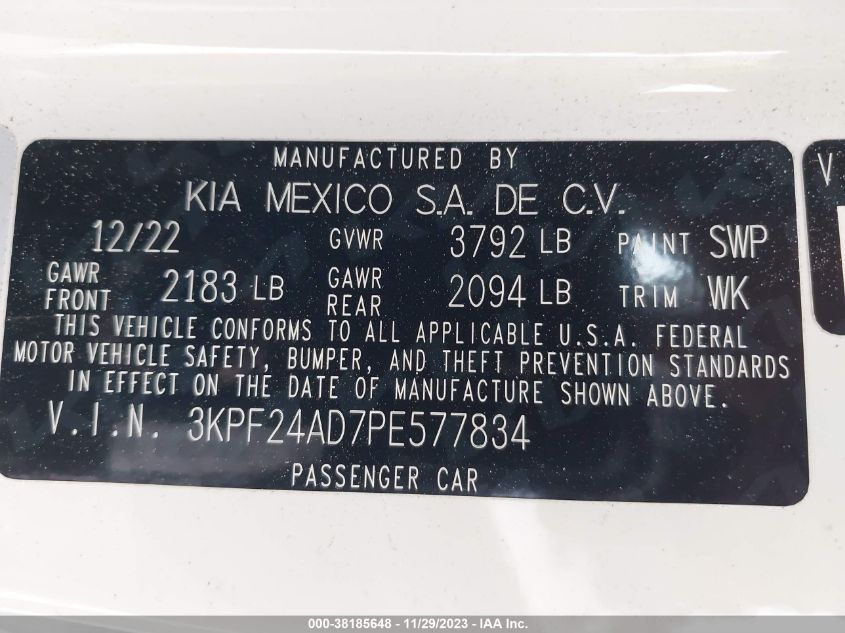 MANUFACTURED BY
KIA MEXICO S.A. DE C.V.
12/22 GVWR 3792 LB PAINT SWP
GAWR FRONT 2183 LB GAWR REAR 2094 LB TRIM WK
THIS VEHICLE CONFORMS TO ALL APPLICABLE U.S.A. FEDERAL
MOTOR VEHICLE SAFETY, BUMPER, AND THEFT PREVENTION STANDARDS
IN EFFECT ON THE DATE OF MANUFACTURE SHOWN ABOVE.
V.I.N. 3KPF24AD7PE577834
PASSENGER CAR
V
000-38185648 - 11/29/2023 - IAA Inc.